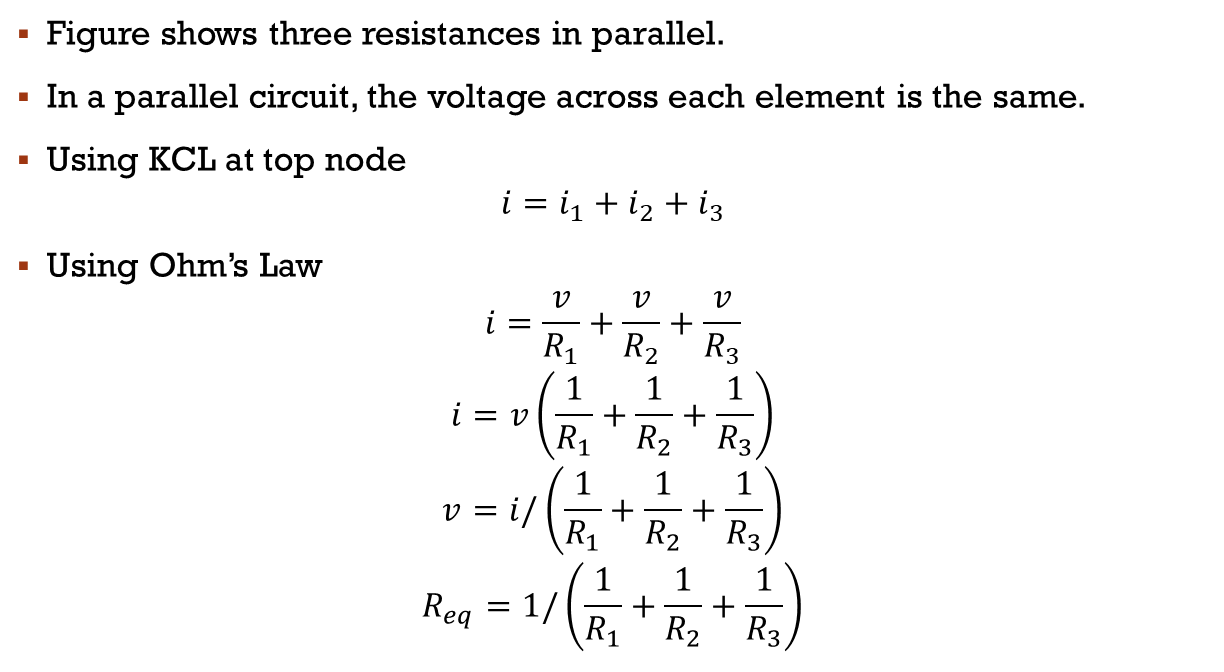 ▪ Figure shows three resistances in parallel.
▪ In a parallel circuit, the voltage across each element is the same.
▪ Using KCL at top node
i = i₁ + i₂ + i₃
▪ Using Ohm’s Law
i = v/R₁ + v/R₂ + v/R₃
i = v(1/R₁ + 1/R₂ + 1/R₃)
v = i/(1/R₁ + 1/R₂ + 1/R₃)
R_eq = 1/(1/R₁ + 1/R₂ + 1/R₃)